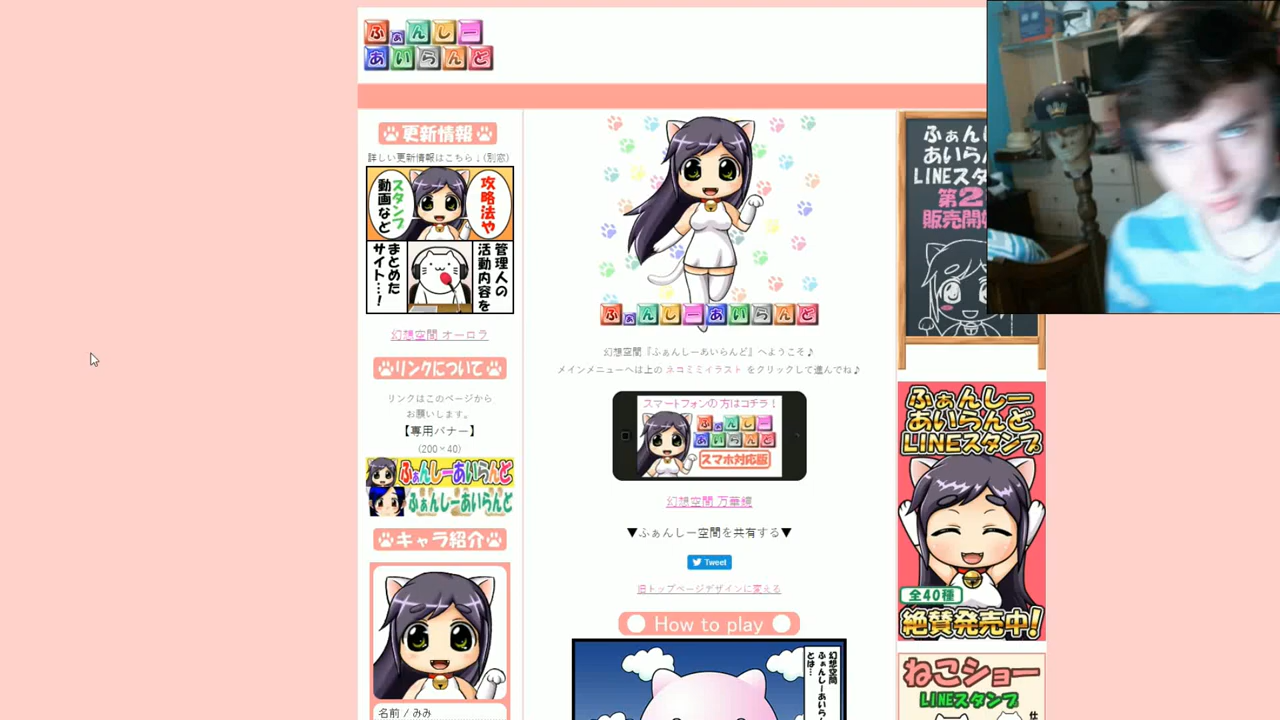 ふぁんしー
あいらんど
更新情報
詳しい更新情報はこちら↓(別窓)
攻略法や
スタンプ
動画など
管理人の
活動内容を
まとめた
サイト…!
幻想空間 オーロラ
リンクについて
リンクはこのページから
お願いします。
【専用バナー】
(200×40)
ふぁんしーあいらんど
ふぁんしーあいらんど
キャラ紹介
名前 / みみ
ふぁんしーあいらんど
幻想空間『ふぁんしーあいらんど』へようこそ♪
メインメニューへは上の ネコミミイラスト をクリックして進んでね♪
スマートフォンの方はコチラ!
ふぁんしー
あいらんど
スマホ対応版
幻想空間 万華鏡
▼ふぁんしー空間を共有する▼
Tweet
旧トップページデザインに変える
How to play
幻想空間
ふぁんしーあいらん
とは…
ふぁん
あいらん
LINEスタ
第2
販売開始
ふぁんしー
あいらんど
LINEスタンプ
全40種
絶賛発売中!
ねこショー
LINEスタンプ
仕